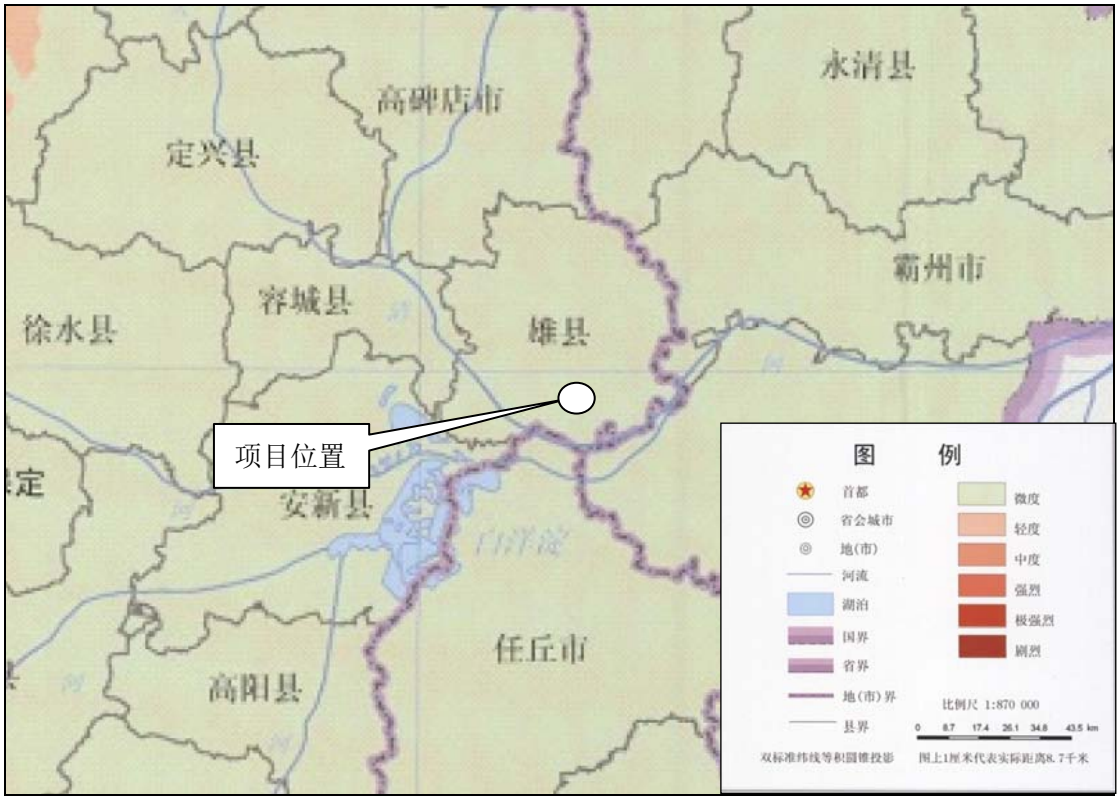 永清县
高碑店市
定兴县
霸州市
容城县
清
徐水县
雄县
河
项目位置
定
安新县
河
白洋淀
任丘市
高阳县
河
河
图 例
首都
省会城市
地(市)
河流
湖泊
国界
省界
地(市)界
县界
微度
轻度
中度
强烈
极强烈
剧烈
比例尺 1:870 000
0 8.7 17.4 26.1 34.8 43.5 km
双标准纬线等积圆锥投影
图上1厘米代表实际距离8.7千米